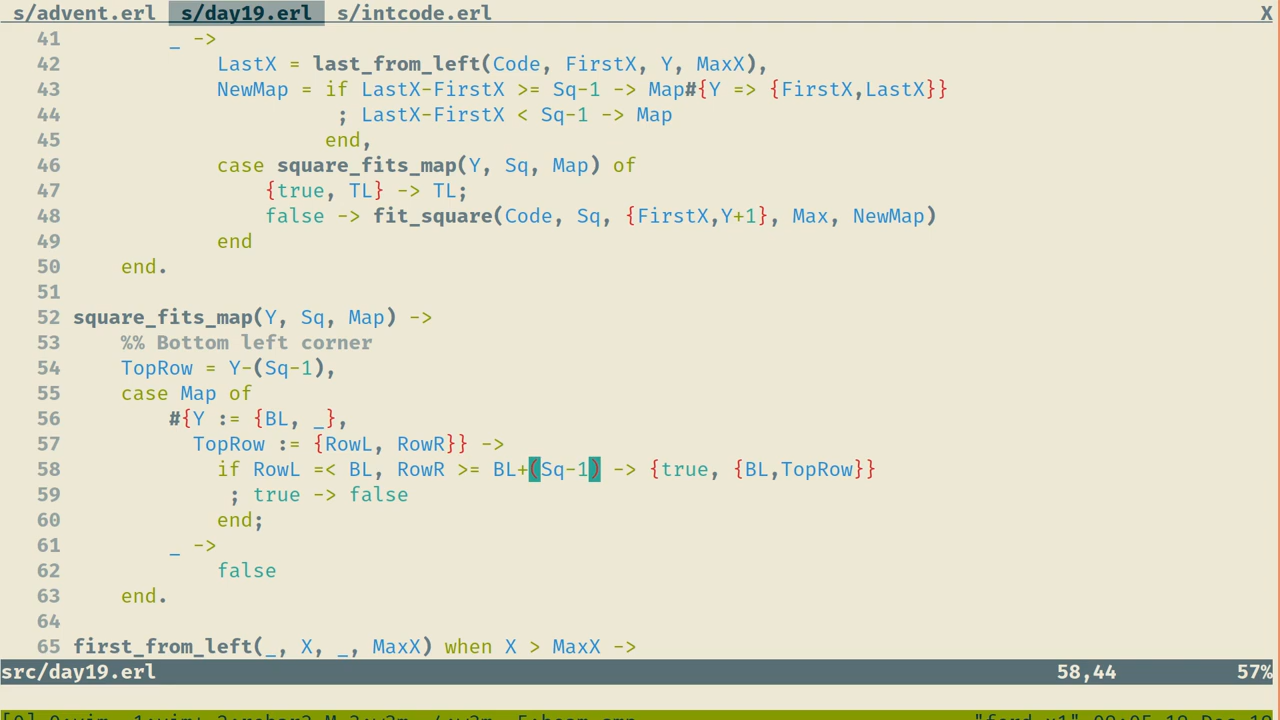 s/advent.erl s/day19.erl s/intcode.erl X
41 _ ->
42 LastX = last_from_left(Code, FirstX, Y, MaxX),
43 NewMap = if LastX-FirstX >= Sq-1 -> Map#{Y => {FirstX,LastX}}
44 ; LastX-FirstX < Sq-1 -> Map
45 end,
46 case square_fits_map(Y, Sq, Map) of
47 {true, TL} -> TL;
48 false -> fit_square(Code, Sq, {FirstX,Y+1}, Max, NewMap)
49 end
50 end.
51
52 square_fits_map(Y, Sq, Map) ->
53 %% Bottom left corner
54 TopRow = Y-(Sq-1),
55 case Map of
56 #{Y := {BL, _},
57 TopRow := {RowL, RowR}} ->
58 if RowL =< BL, RowR >= BL+(Sq-1) -> {true, {BL,TopRow}}
59 ; true -> false
60 end;
61 _ ->
62 false
63 end.
64
65 first_from_left(_, X, _, MaxX) when X > MaxX ->
src/day19.erl 58,44 57%